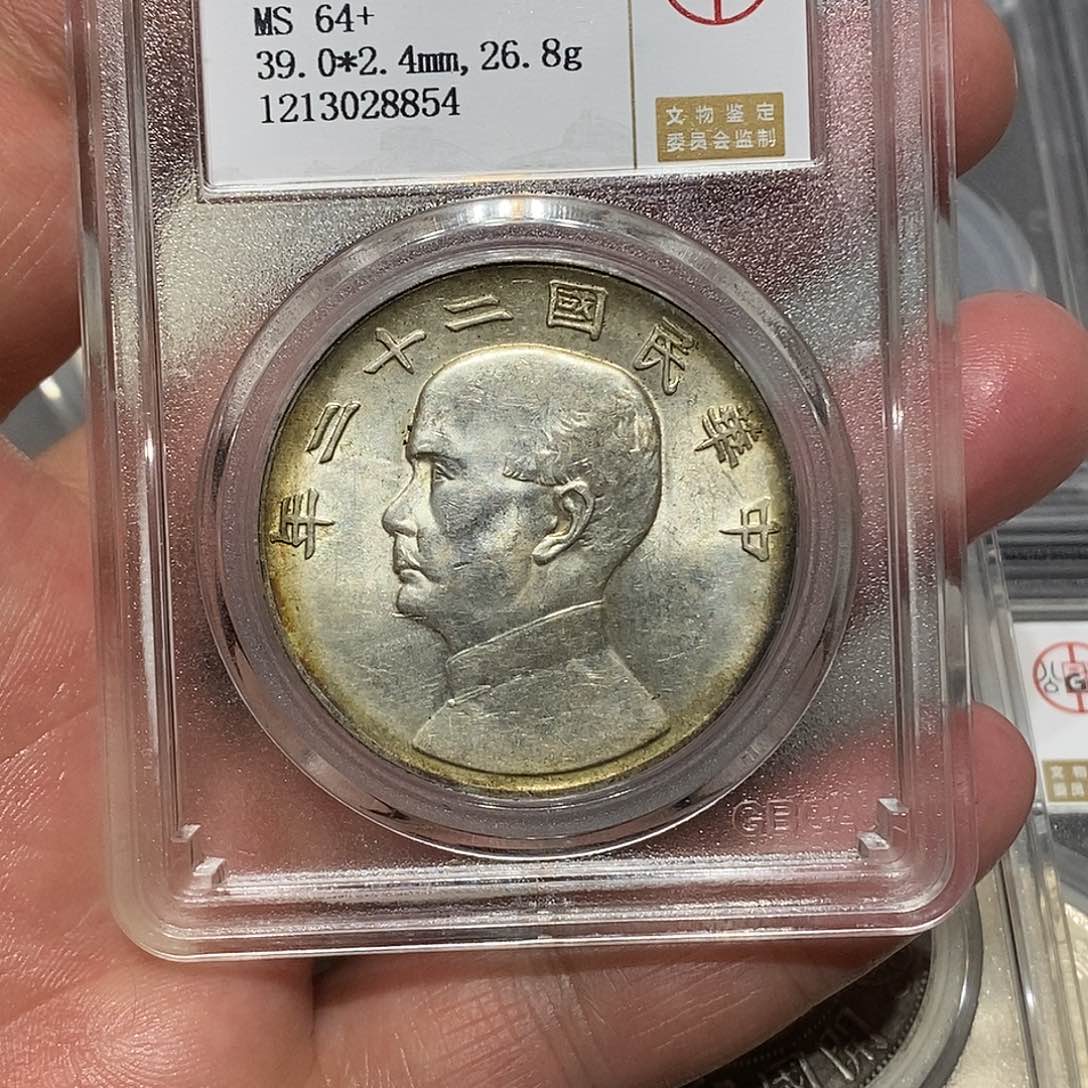 MS 64+
39.0*2.4mm,26.8g
1213028854
文物鉴定
委员会监制
中華民國二十二年
GBCA
G